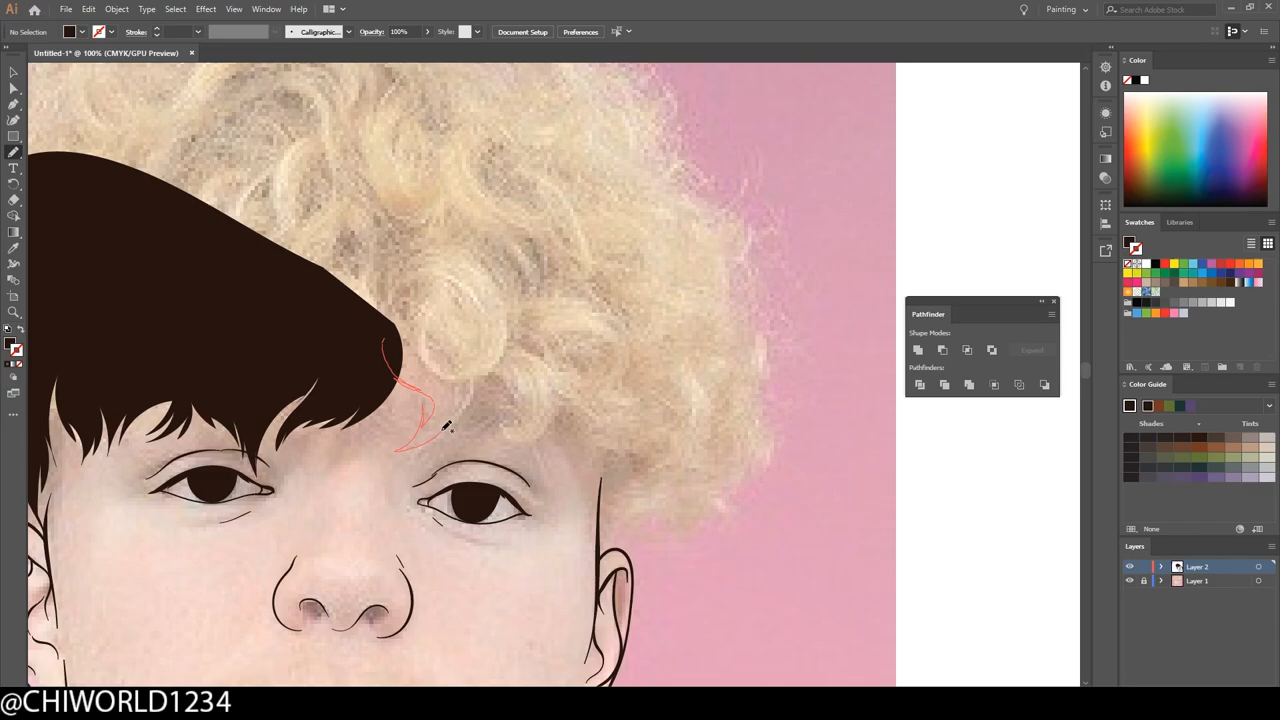 Ai File Edit Object Type Select Effect View Window Help Painting Search Adobe Stock
No Selection Stroke: Calligraphic... Opacity: 100% Style: Document Setup Preferences
Untitled-1* @ 100% (CMYK/GPU Preview)
Color
Swatches Libraries
Pathfinder
Shape Modes:
Expand
Pathfinders:
Color Guide
Shades Tints
None
Layers
Layer 2
Layer 1
@CHIWORLD1234